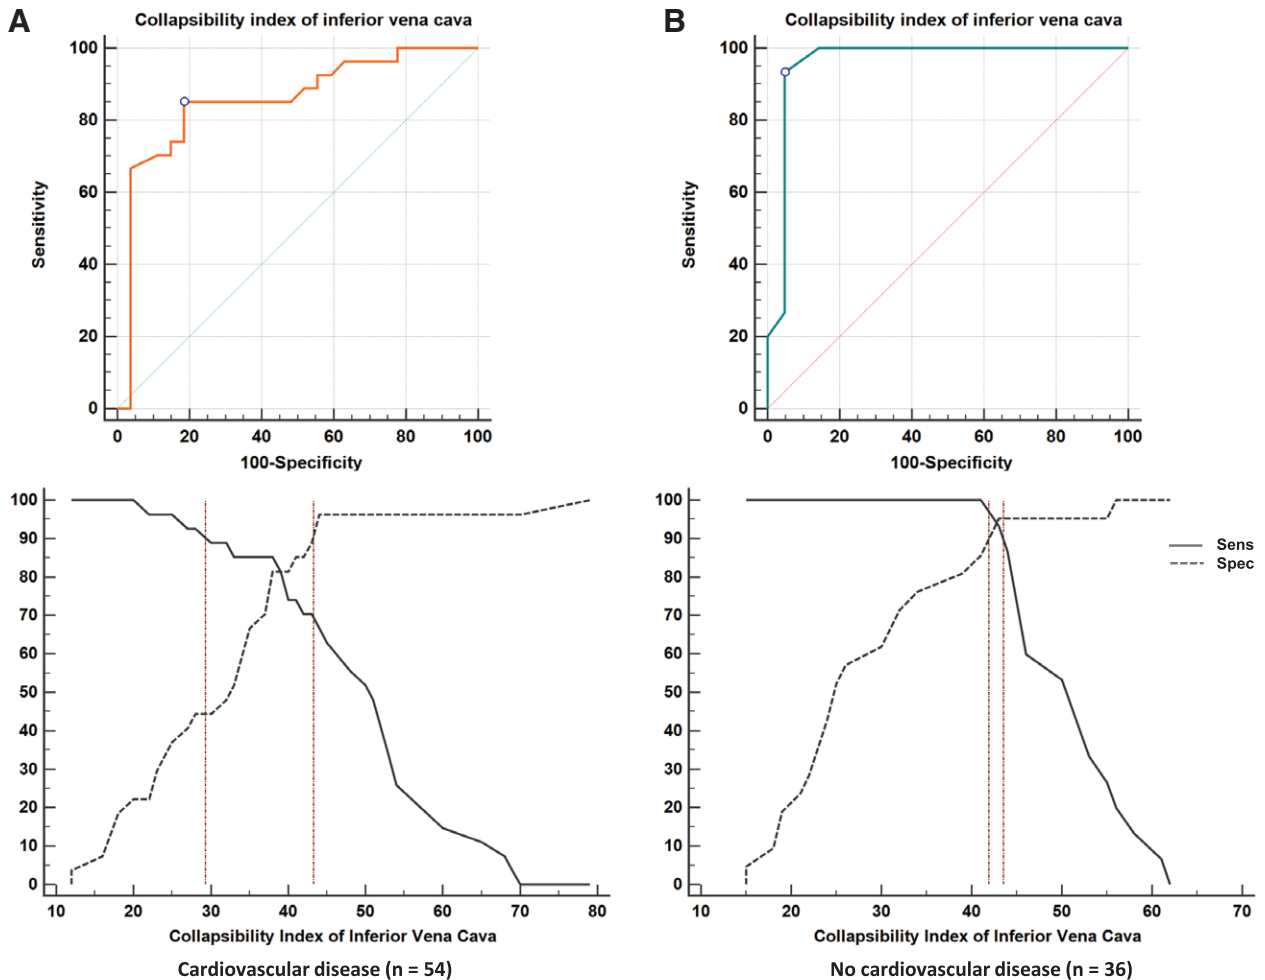 A
Collapsibility index of inferior vena cava
100
80
60
40
20
0
Sensitivity
0 20 40 60 80 100
100-Specificity
B
Collapsibility index of inferior vena cava
100
80
60
40
20
0
Sensitivity
0 20 40 60 80 100
100-Specificity
100
90
80
70
60
50
40
30
20
10
0
10 20 30 40 50 60 70 80
Collapsibility Index of Inferior Vena Cava
Cardiovascular disease (n = 54)
100
90
80
70
60
50
40
30
20
10
0
10 20 30 40 50 60 70
Collapsibility Index of Inferior Vena Cava
No cardiovascular disease (n = 36)
Sens
Spec